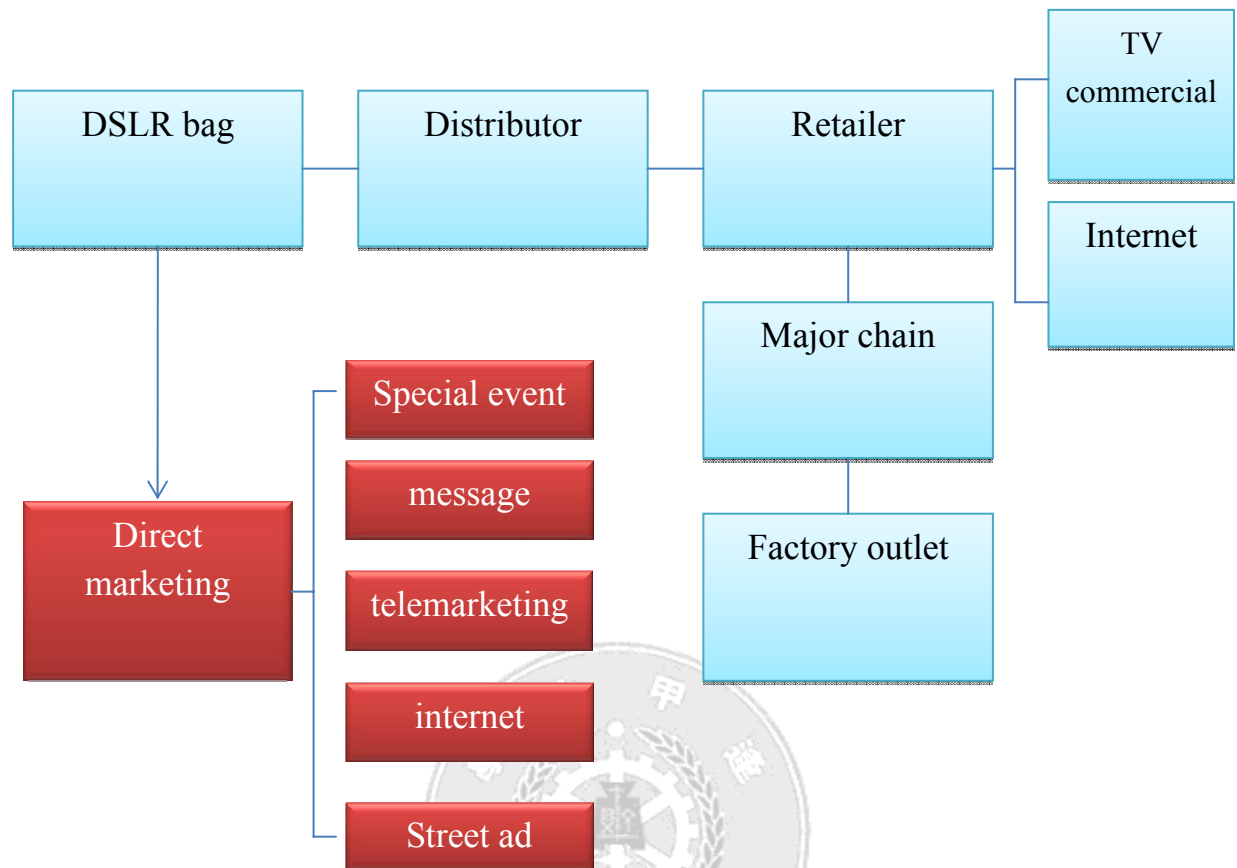 DSLR bag
Distributor
Retailer
TV
commercial
Internet
Major chain
Factory outlet
Direct
marketing
Special event
message
telemarketing
internet
Street ad
甲